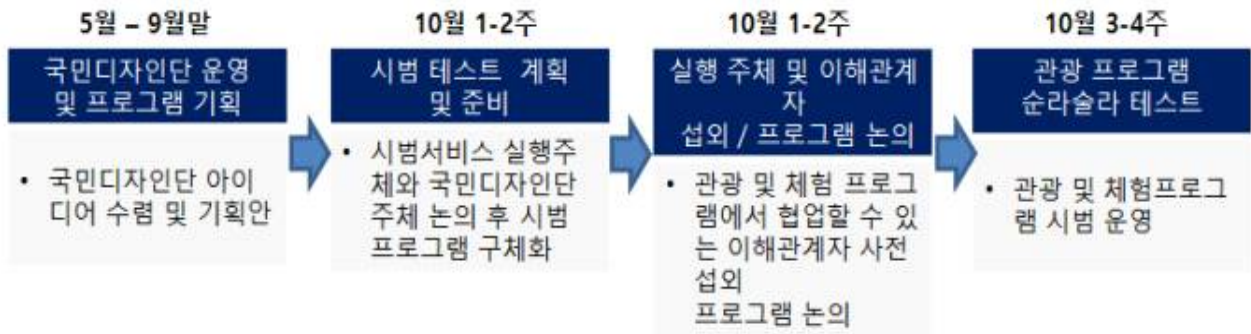 5월 – 9월말
국민디자인단 운영
및 프로그램 기획
• 국민디자인단 아이
디어 수렴 및 기획안
10월 1-2주
시범 테스트 계획
및 준비
• 시범서비스 실행주
체와 국민디자인단
주체 논의 후 시범
프로그램 구체화
10월 1-2주
실행 주체 및 이해관계
자
섭외 / 프로그램 논의
• 관광 및 체험 프로그
램에서 협업할 수 있
는 이해관계자 사전
섭외
프로그램 논의
10월 3-4주
관광 프로그램
순라술라 테스트
• 관광 및 체험프로그
램 시범 운영